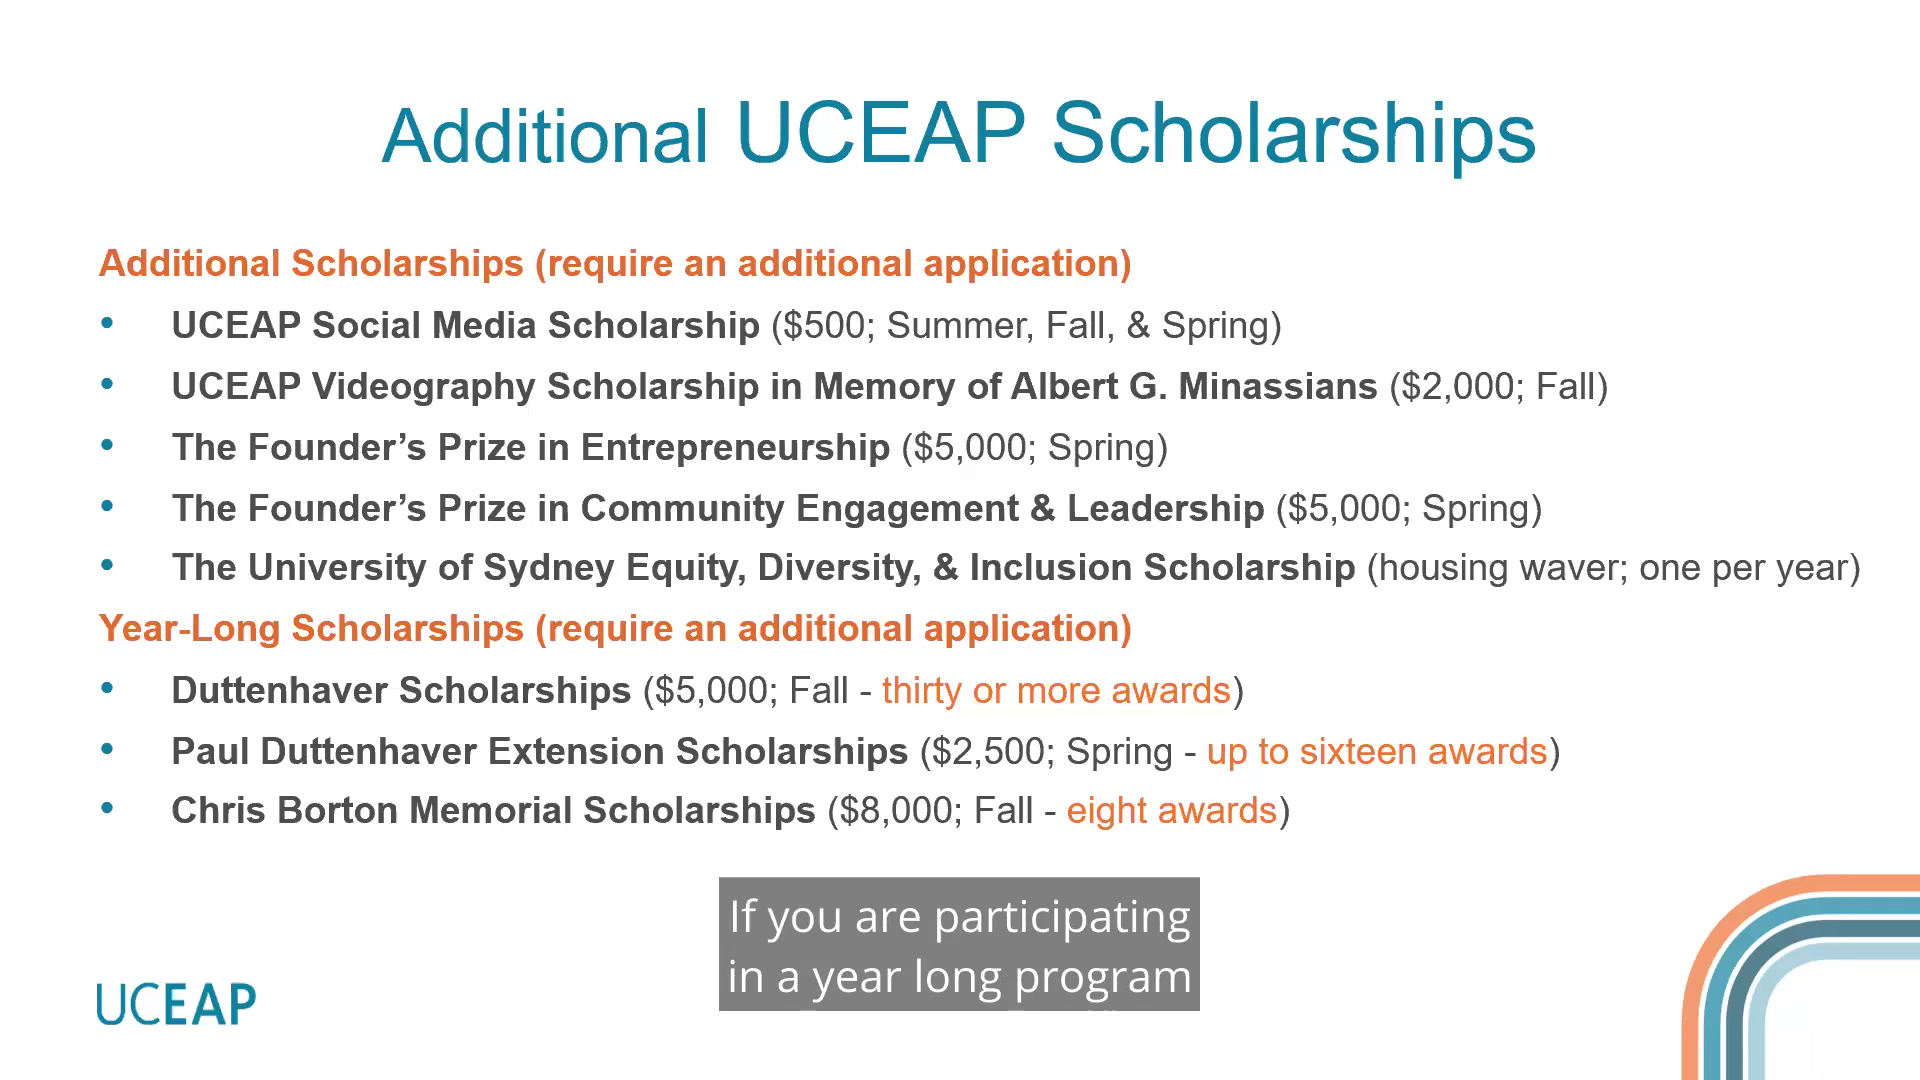 Additional UCEAP Scholarships
Additional Scholarships (require an additional application)
• UCEAP Social Media Scholarship ($500; Summer, Fall, & Spring)
• UCEAP Videography Scholarship in Memory of Albert G. Minassians ($2,000; Fall)
• The Founder’s Prize in Entrepreneurship ($5,000; Spring)
• The Founder’s Prize in Community Engagement & Leadership ($5,000; Spring)
• The University of Sydney Equity, Diversity, & Inclusion Scholarship (housing waver; one per year)
Year-Long Scholarships (require an additional application)
• Duttenhaver Scholarships ($5,000; Fall - thirty or more awards)
• Paul Duttenhaver Extension Scholarships ($2,500; Spring - up to sixteen awards)
• Chris Borton Memorial Scholarships ($8,000; Fall - eight awards)
If you are participating
in a year long program
UCEAP